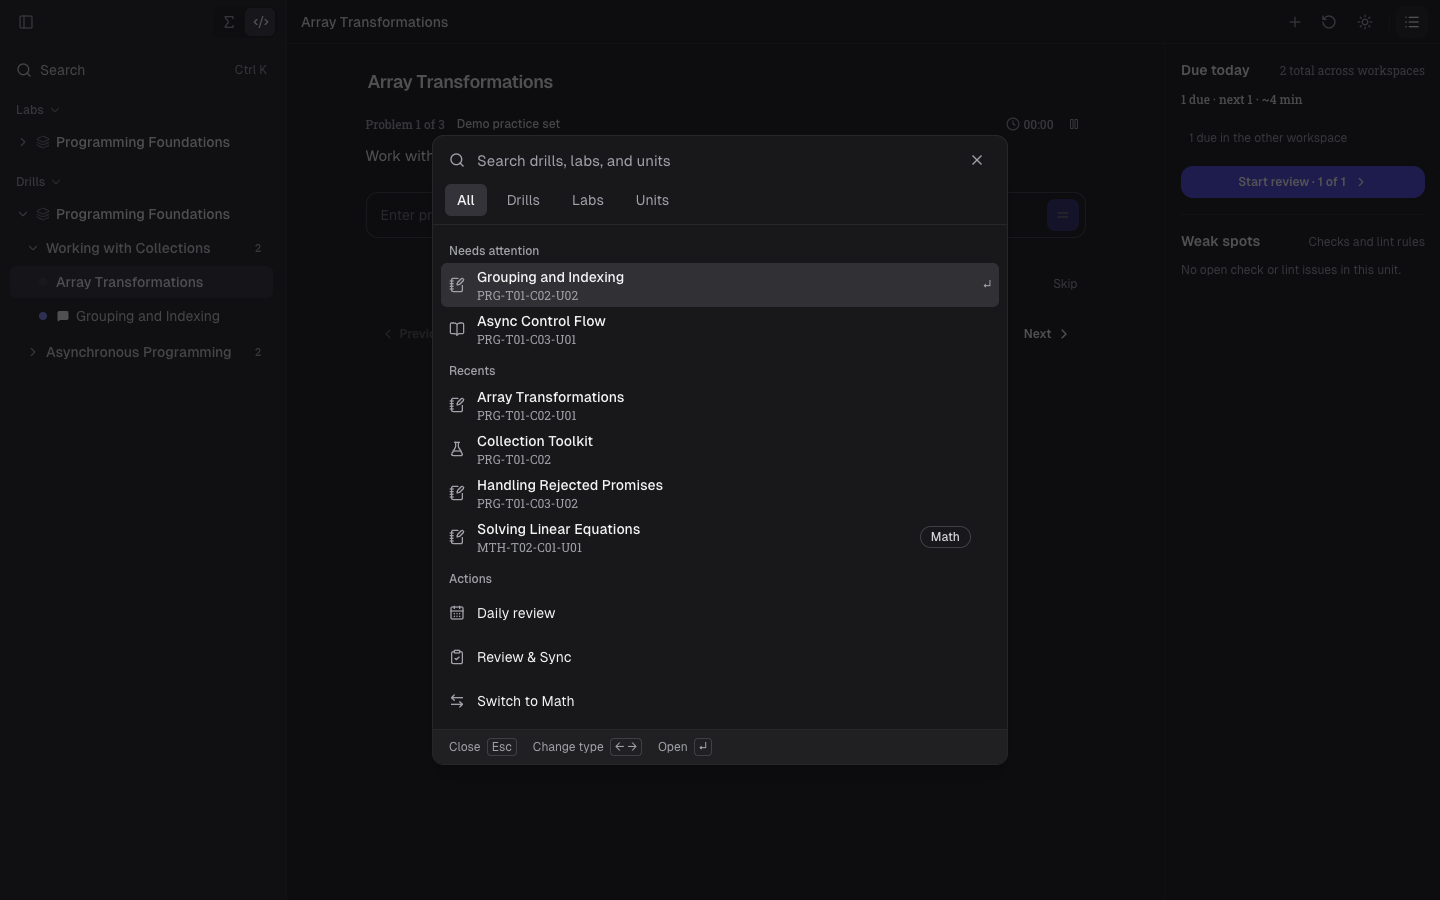 Array Transformations
Search Ctrl K
Labs
Programming Foundations
Drills
Programming Foundations
Working with Collections 2
Array Transformations
Grouping and Indexing
Asynchronous Programming 2
Array Transformations
Problem 1 of 3 Demo practice set 00:00
Work with
Enter pr
Skip
Previo
Next
Search drills, labs, and units
All Drills Labs Units
Needs attention
Grouping and Indexing
PRG-T01-C02-U02
Async Control Flow
PRG-T01-C03-U01
Recents
Array Transformations
PRG-T01-C02-U01
Collection Toolkit
PRG-T01-C02
Handling Rejected Promises
PRG-T01-C03-U02
Solving Linear Equations
MTH-T02-C01-U01
Math
Actions
Daily review
Review & Sync
Switch to Math
Close Esc Change type ← → Open ↵
Due today 2 total across workspaces
1 due · next 1 · ~4 min
1 due in the other workspace
Start review · 1 of 1
Weak spots Checks and lint rules
No open check or lint issues in this unit.